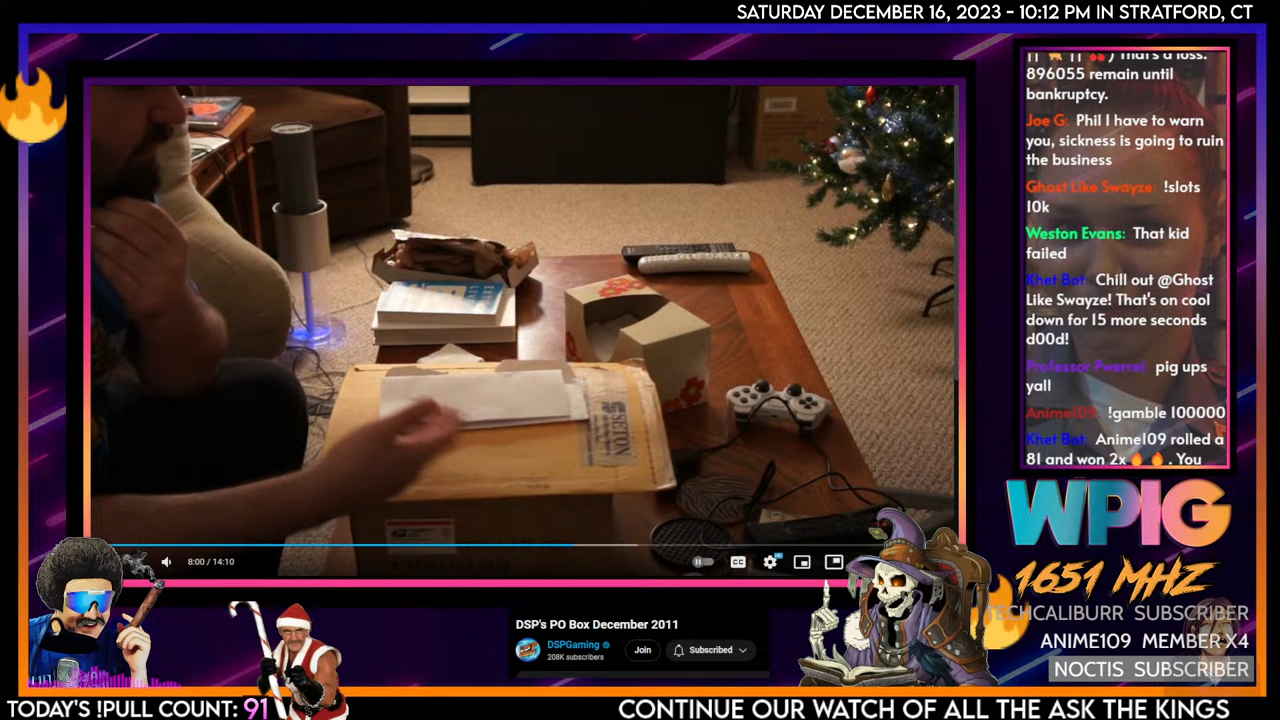 SATURDAY DECEMBER 16, 2023 - 10:12 PM IN STRATFORD, CT
) That's a loss.
896055 remain until
bankruptcy.
Joe G: Phil I have to warn
you, sickness is going to ruin
the business
Ghost Like Swayze: !slots
10k
Weston Evans: That kid
failed
Khet Bot: Chill out @Ghost
Like Swayze! That's on cool
down for 15 more seconds
d00d!
Professor Pwerret: pig ups
yall
Anime109: !gamble 100000
Khet Bot: Anime109 rolled a
81 and won 2x 🔥 🔥. You
SETON
8:00 / 14:10
CC
HD
WPIG
1651 MHZ
TECHCALIBURR SUBSCRIBER
ANIME109 MEMBER X4
NOCTIS SUBSCRIBER
DSP's PO Box December 2011
DSPGaming
208K subscribers
Join
Subscribed
TODAY'S !PULL COUNT: 91
CONTINUE OUR WATCH OF ALL THE ASK THE KINGS